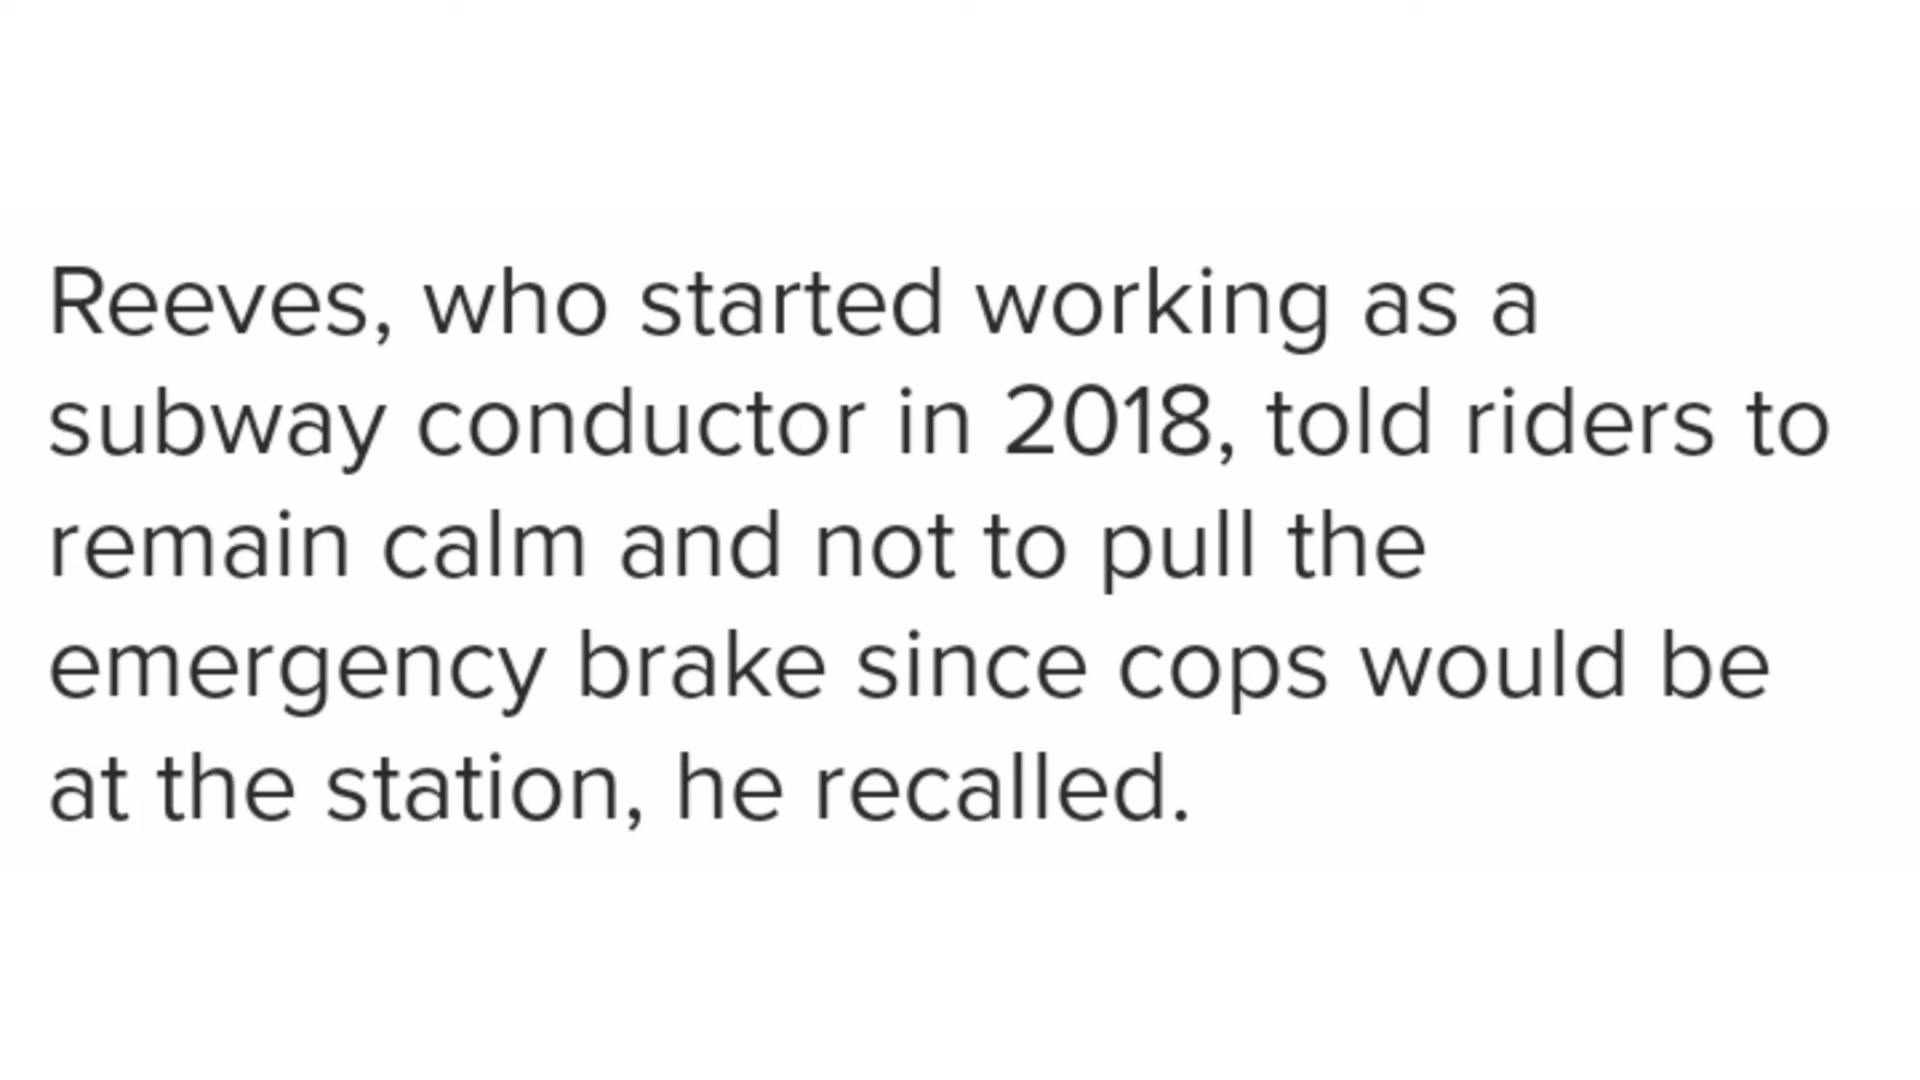 Reeves, who started working as a
subway conductor in 2018, told riders to
remain calm and not to pull the
emergency brake since cops would be
at the station, he recalled.